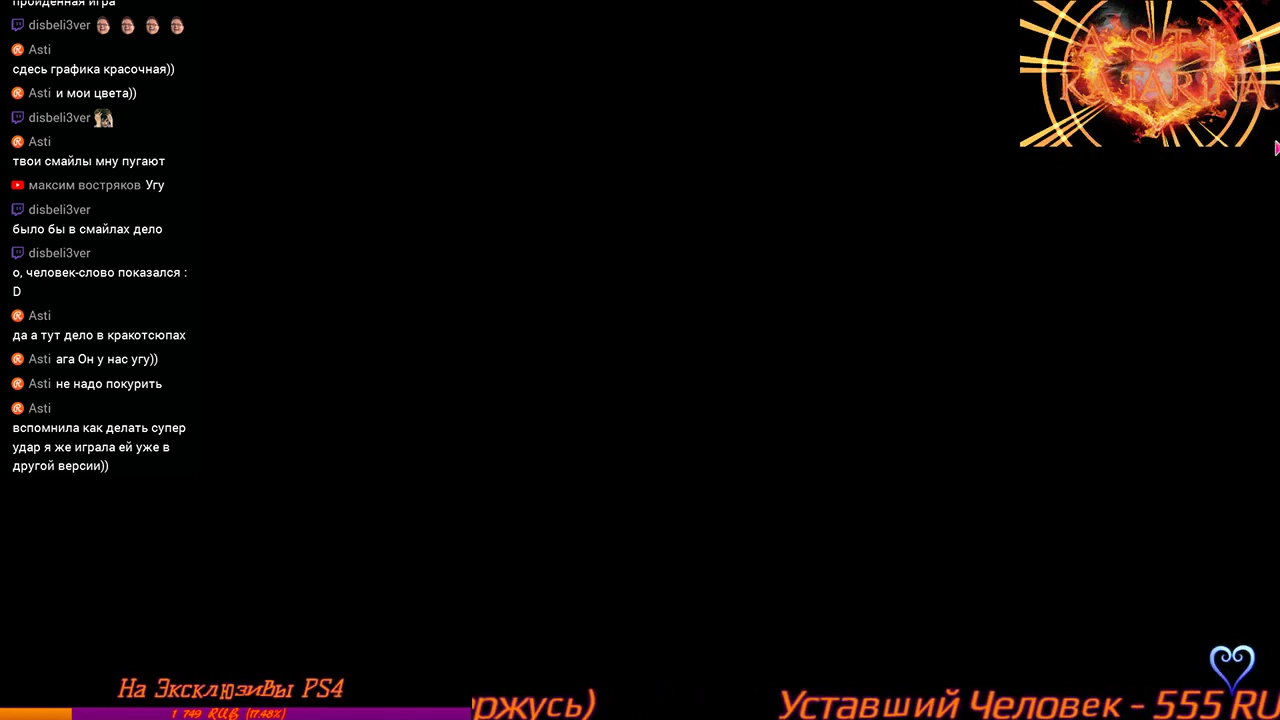 пройденная игра
disbeli3ver
Asti
сдесь графика красочная))
Asti и мои цвета))
disbeli3ver
Asti
твои смайлы мну пугают
максим востряков Угу
disbeli3ver
было бы в смайлах дело
disbeli3ver
о, человек-слово показался :
D
Asti
да а тут дело в кракотсюпах
Asti ага Он у нас угу))
Asti не надо покурить
Asti
вспомнила как делать супер
удар я же играла ей уже в
другой версии))
ASTI
KATARINA
На Эксклюзивы PS4
1 749 RUB (17.48%)
ржусь) Уставший Человек - 555 RU